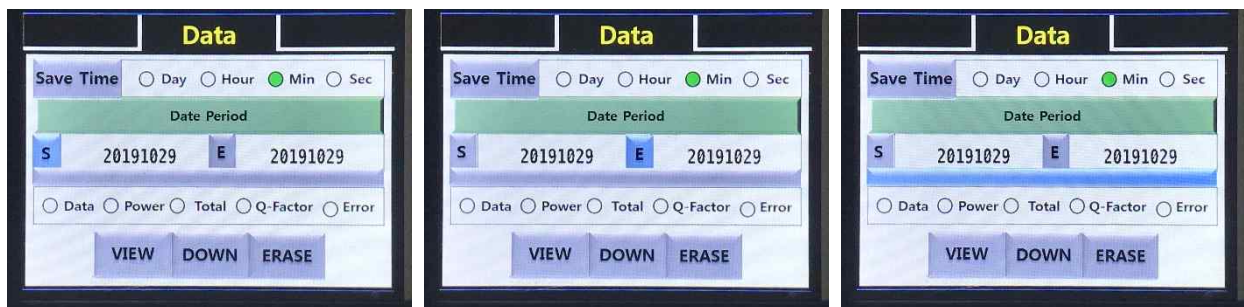 Data
Save Time Day Hour Min Sec
Date Period
S 20191029 E 20191029
Data Power Total Q-Factor Error
VIEW DOWN ERASE
Data
Save Time Day Hour Min Sec
Date Period
S 20191029 E 20191029
Data Power Total Q-Factor Error
VIEW DOWN ERASE
Data
Save Time Day Hour Min Sec
Date Period
S 20191029 E 20191029
Data Power Total Q-Factor Error
VIEW DOWN ERASE